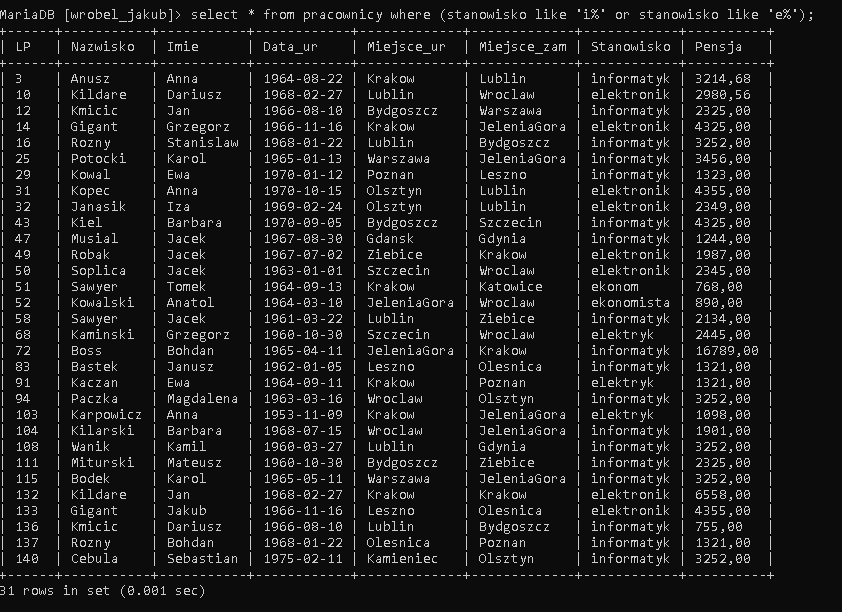 MariaDB [wrobel_jakub]> select * from pracownicy where (stanowisko like 'i%' or stanowisko like 'e%');
+-----+-----------+------------+------------+--------------+--------------+------------+----------+
| LP | Nazwisko | Imie | Data_ur | Miejsce_ur | Miejsce_zam | Stanowisko | Pensja |
+-----+-----------+------------+------------+--------------+--------------+------------+----------+
| 3 | Anusz | Anna | 1964-08-22 | Krakow | Lublin | informatyk | 3214,68 |
| 10 | Kildare | Dariusz | 1968-02-27 | Lublin | Wroclaw | elektronik | 2980,56 |
| 12 | Kmicic | Jan | 1966-08-10 | Bydgoszcz | Warszawa | informatyk | 2325,00 |
| 14 | Gigant | Grzegorz | 1966-11-16 | Krakow | JeleniaGora | elektronik | 4325,00 |
| 16 | Rozny | Stanislaw | 1968-01-22 | Lublin | Bydgoszcz | informatyk | 3252,00 |
| 25 | Potocki | Karol | 1965-01-13 | Warszawa | JeleniaGora | informatyk | 3456,00 |
| 29 | Kowal | Ewa | 1970-01-12 | Poznan | Leszno | informatyk | 1323,00 |
| 31 | Kopec | Anna | 1970-10-15 | Olsztyn | Lublin | elektronik | 4355,00 |
| 32 | Janasik | Iza | 1969-02-24 | Olsztyn | Lublin | elektronik | 2349,00 |
| 43 | Kiel | Barbara | 1970-09-05 | Bydgoszcz | Szczecin | informatyk | 4325,00 |
| 47 | Musial | Jacek | 1967-08-30 | Gdansk | Gdynia | informatyk | 1244,00 |
| 49 | Robak | Jacek | 1967-07-02 | Ziebice | Krakow | elektronik | 1987,00 |
| 50 | Soplica | Jacek | 1963-01-01 | Szczecin | Wroclaw | elektronik | 2345,00 |
| 51 | Sawyer | Tomek | 1964-09-13 | Krakow | Katowice | ekonom | 768,00 |
| 52 | Kowalski | Anatol | 1964-03-10 | JeleniaGora | Wroclaw | ekonomista | 890,00 |
| 58 | Sawyer | Jacek | 1961-03-22 | Lublin | Ziebice | informatyk | 2134,00 |
| 68 | Kaminski | Grzegorz | 1960-10-30 | Szczecin | Wroclaw | elektryk | 2445,00 |
| 72 | Boss | Bohdan | 1965-04-11 | JeleniaGora | Krakow | informatyk | 16789,00 |
| 83 | Bastek | Janusz | 1962-01-05 | Leszno | Olesnica | informatyk | 1321,00 |
| 91 | Kaczan | Ewa | 1964-09-11 | Krakow | Poznan | elektryk | 1321,00 |
| 94 | Paczka | Magdalena | 1963-03-16 | Wroclaw | Olsztyn | informatyk | 3252,00 |
| 103 | Karpowicz | Anna | 1953-11-09 | Krakow | JeleniaGora | elektryk | 1098,00 |
| 104 | Kilarski | Barbara | 1968-07-15 | Wroclaw | JeleniaGora | informatyk | 1901,00 |
| 108 | Wanik | Kamil | 1960-03-27 | Lublin | Gdynia | informatyk | 3252,00 |
| 111 | Miturski | Mateusz | 1960-10-30 | Bydgoszcz | Ziebice | informatyk | 2325,00 |
| 115 | Bodek | Karol | 1965-05-11 | Warszawa | JeleniaGora | informatyk | 3252,00 |
| 132 | Kildare | Jan | 1968-02-27 | Krakow | Krakow | elektronik | 6558,00 |
| 133 | Gigant | Jakub | 1966-11-16 | Leszno | Olesnica | elektronik | 4355,00 |
| 136 | Kmicic | Dariusz | 1966-08-10 | Lublin | Bydgoszcz | informatyk | 755,00 |
| 137 | Rozny | Bohdan | 1968-01-22 | Olesnica | Poznan | informatyk | 1321,00 |
| 140 | Cebula | Sebastian | 1975-02-11 | Kamieniec | Olsztyn | informatyk | 3252,00 |
+-----+-----------+------------+------------+--------------+--------------+------------+----------+
31 rows in set (0.001 sec)